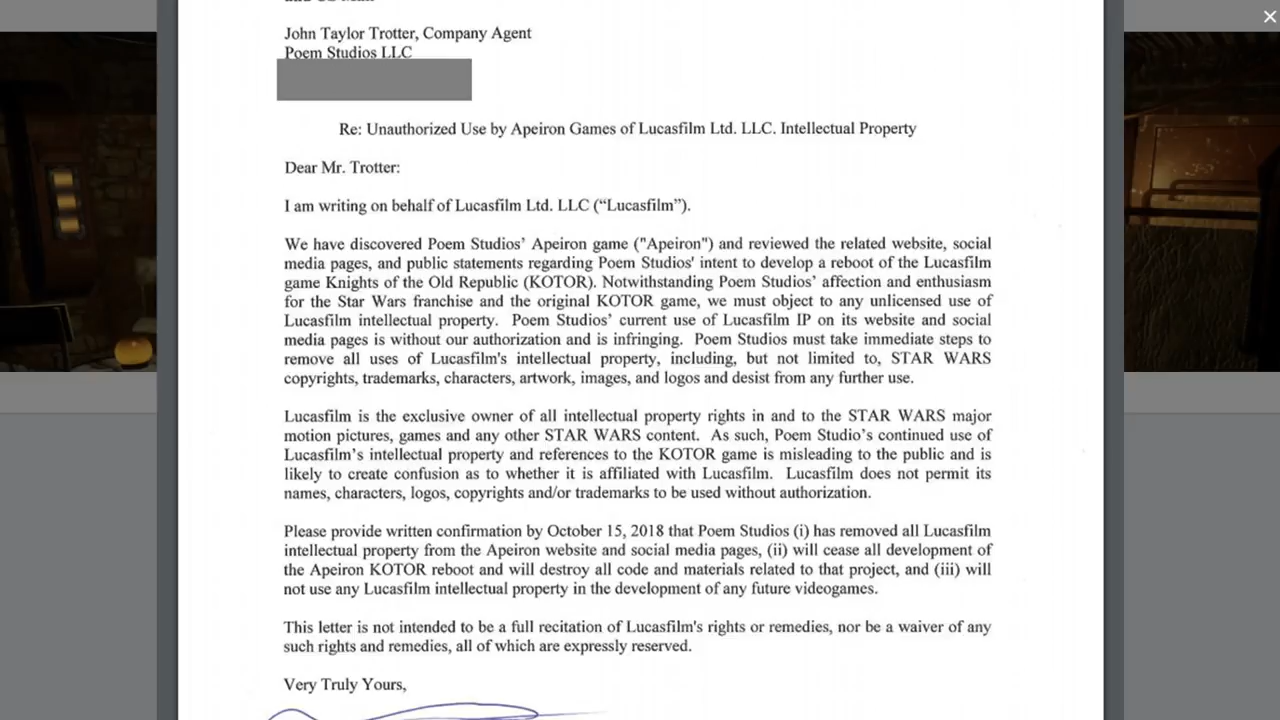 John Taylor Trotter, Company Agent
Poem Studios LLC
Re: Unauthorized Use by Apeiron Games of Lucasfilm Ltd. LLC. Intellectual Property
Dear Mr. Trotter:
I am writing on behalf of Lucasfilm Ltd. LLC (“Lucasfilm”).
We have discovered Poem Studios’ Apeiron game ("Apeiron") and reviewed the related website, social
media pages, and public statements regarding Poem Studios' intent to develop a reboot of the Lucasfilm
game Knights of the Old Republic (KOTOR). Notwithstanding Poem Studios’ affection and enthusiasm
for the Star Wars franchise and the original KOTOR game, we must object to any unlicensed use of
Lucasfilm intellectual property. Poem Studios’ current use of Lucasfilm IP on its website and social
media pages is without our authorization and is infringing. Poem Studios must take immediate steps to
remove all uses of Lucasfilm's intellectual property, including, but not limited to, STAR WARS
copyrights, trademarks, characters, artwork, images, and logos and desist from any further use.
Lucasfilm is the exclusive owner of all intellectual property rights in and to the STAR WARS major
motion pictures, games and any other STAR WARS content. As such, Poem Studio’s continued use of
Lucasfilm’s intellectual property and references to the KOTOR game is misleading to the public and is
likely to create confusion as to whether it is affiliated with Lucasfilm. Lucasfilm does not permit its
names, characters, logos, copyrights and/or trademarks to be used without authorization.
Please provide written confirmation by October 15, 2018 that Poem Studios (i) has removed all Lucasfilm
intellectual property from the Apeiron website and social media pages, (ii) will cease all development of
the Apeiron KOTOR reboot and will destroy all code and materials related to that project, and (iii) will
not use any Lucasfilm intellectual property in the development of any future videogames.
This letter is not intended to be a full recitation of Lucasfilm's rights or remedies, nor be a waiver of any
such rights and remedies, all of which are expressly reserved.
Very Truly Yours,